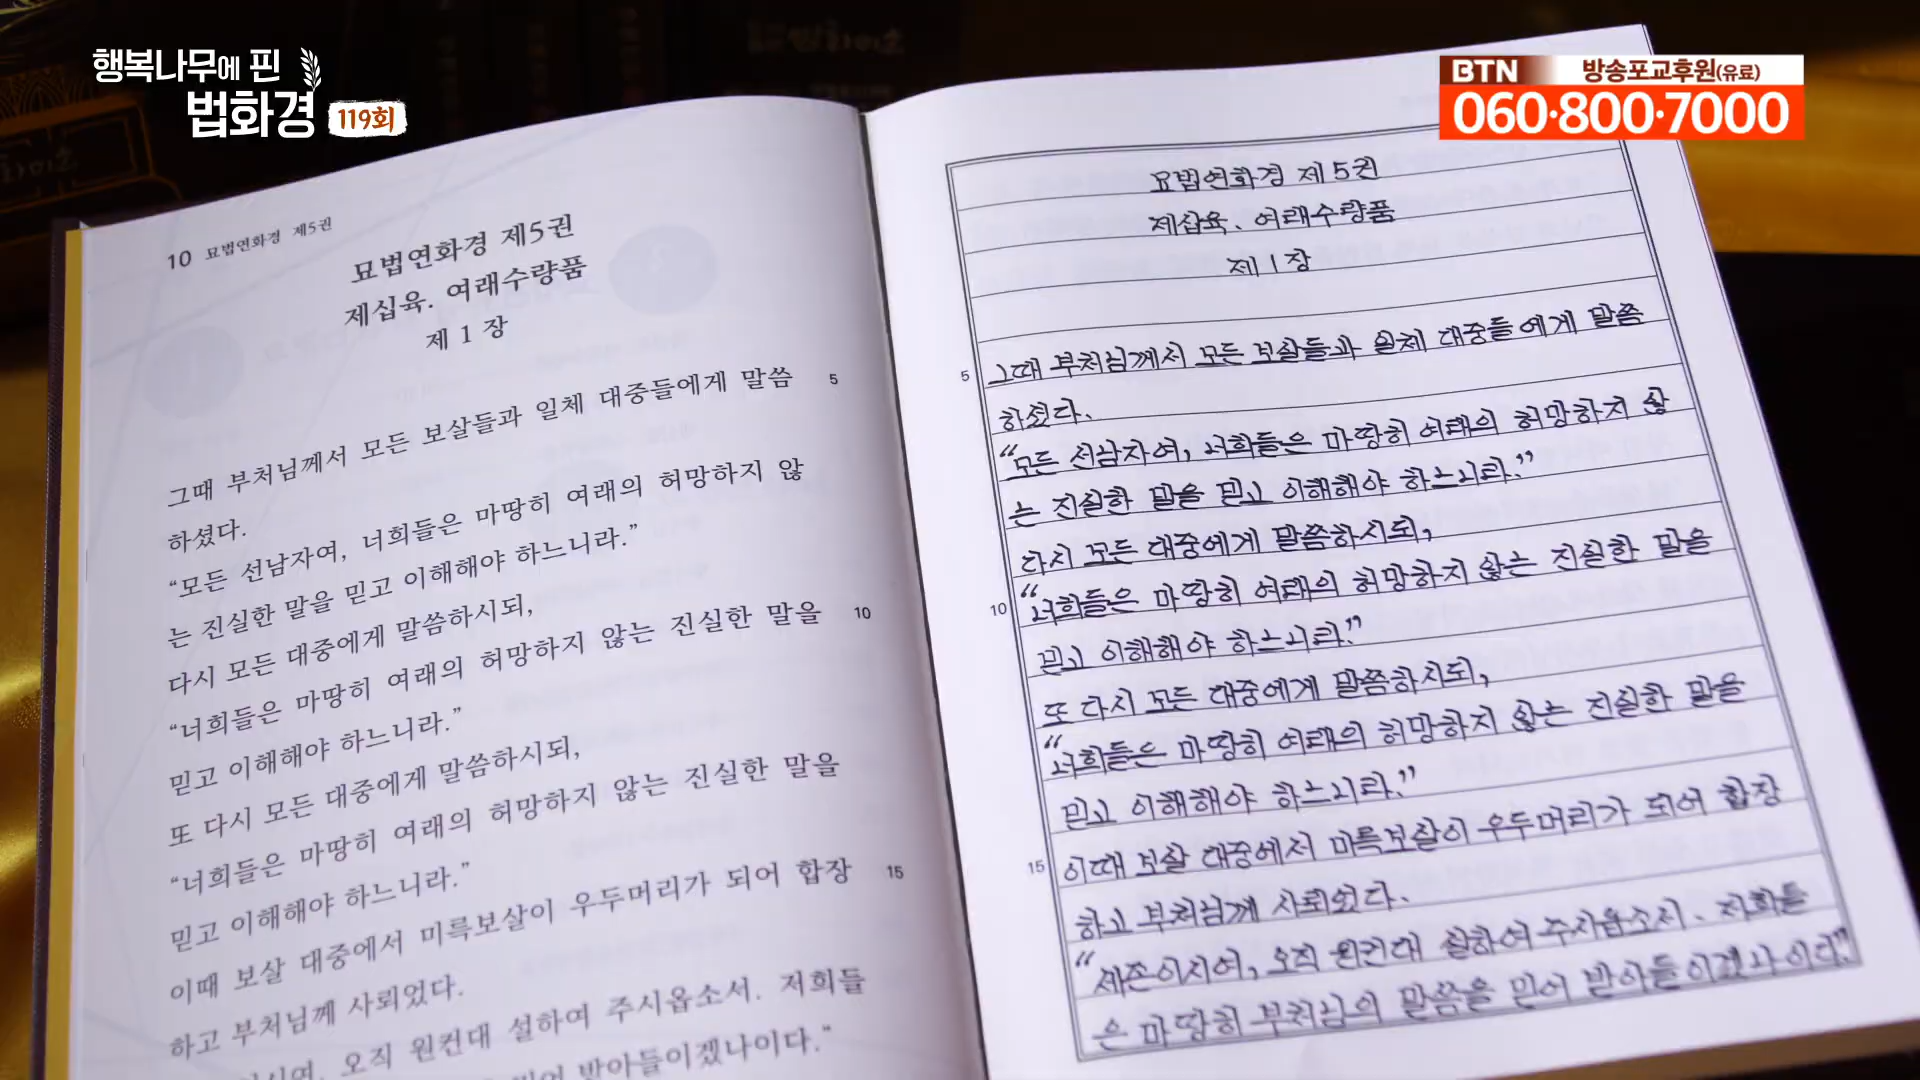 행복나무에 핀
법화경 119회
BTN 방송포교후원(유료)
060·800·7000
10 묘법연화경 제5권
묘법연화경 제5권
제십육. 여래수량품
제 1 장
그때 부처님께서 모든 보살들과 일체 대중들에게 말씀 5
하셨다.
“모든 선남자여, 너희들은 마땅히 여래의 허망하지 않
는 진실한 말을 믿고 이해해야 하느니라.”
다시 모든 대중에게 말씀하시되,
“너희들은 마땅히 여래의 허망하지 않는 진실한 말을 10
믿고 이해해야 하느니라.”
또 다시 모든 대중에게 말씀하시되,
“너희들은 마땅히 여래의 허망하지 않는 진실한 말을
믿고 이해해야 하느니라.”
이때 보살 대중에서 미륵보살이 우두머리가 되어 합장 15
하고 부처님께 사뢰었다.
오직 원컨대 설하여 주시옵소서. 저희들
받아들이겠나이다.”
묘법연화경 제5권
제십육. 여래수량품
제 1 장
5 그때 부처님께서 모든 보살들과 일체 대중들에게 말씀
하셨다.
“모든 선남자여, 너희들은 마땅히 여래의 허망하지 않
는 진실한 말을 믿고 이해해야 하느니라.”
다시 모든 대중에게 말씀하시되,
10 “너희들은 마땅히 여래의 허망하지 않는 진실한 말을
믿고 이해해야 하느니라.”
또 다시 모든 대중에게 말씀하시되,
“너희들은 마땅히 여래의 허망하지 않는 진실한 말을
믿고 이해해야 하느니라.”
15 이때 보살 대중에서 미륵보살이 우두머리가 되어 합장
하고 부처님께 사뢰었다.
“세존이시여, 오직 원컨대 설하여 주시옵소서. 저희들
은 마땅히 부처님의 말씀을 믿어 받아들이겠나이다.”